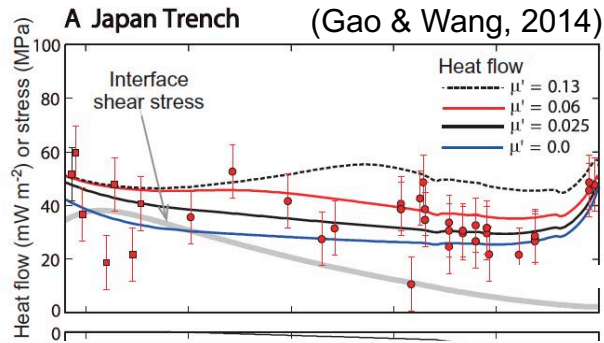 A Japan Trench (Gao & Wang, 2014)
Heat flow (mW m⁻²) or stress (MPa)
100
80
60
40
20
0
0
Interface
shear stress
Heat flow
μ' = 0.13
μ' = 0.06
μ' = 0.025
μ' = 0.0